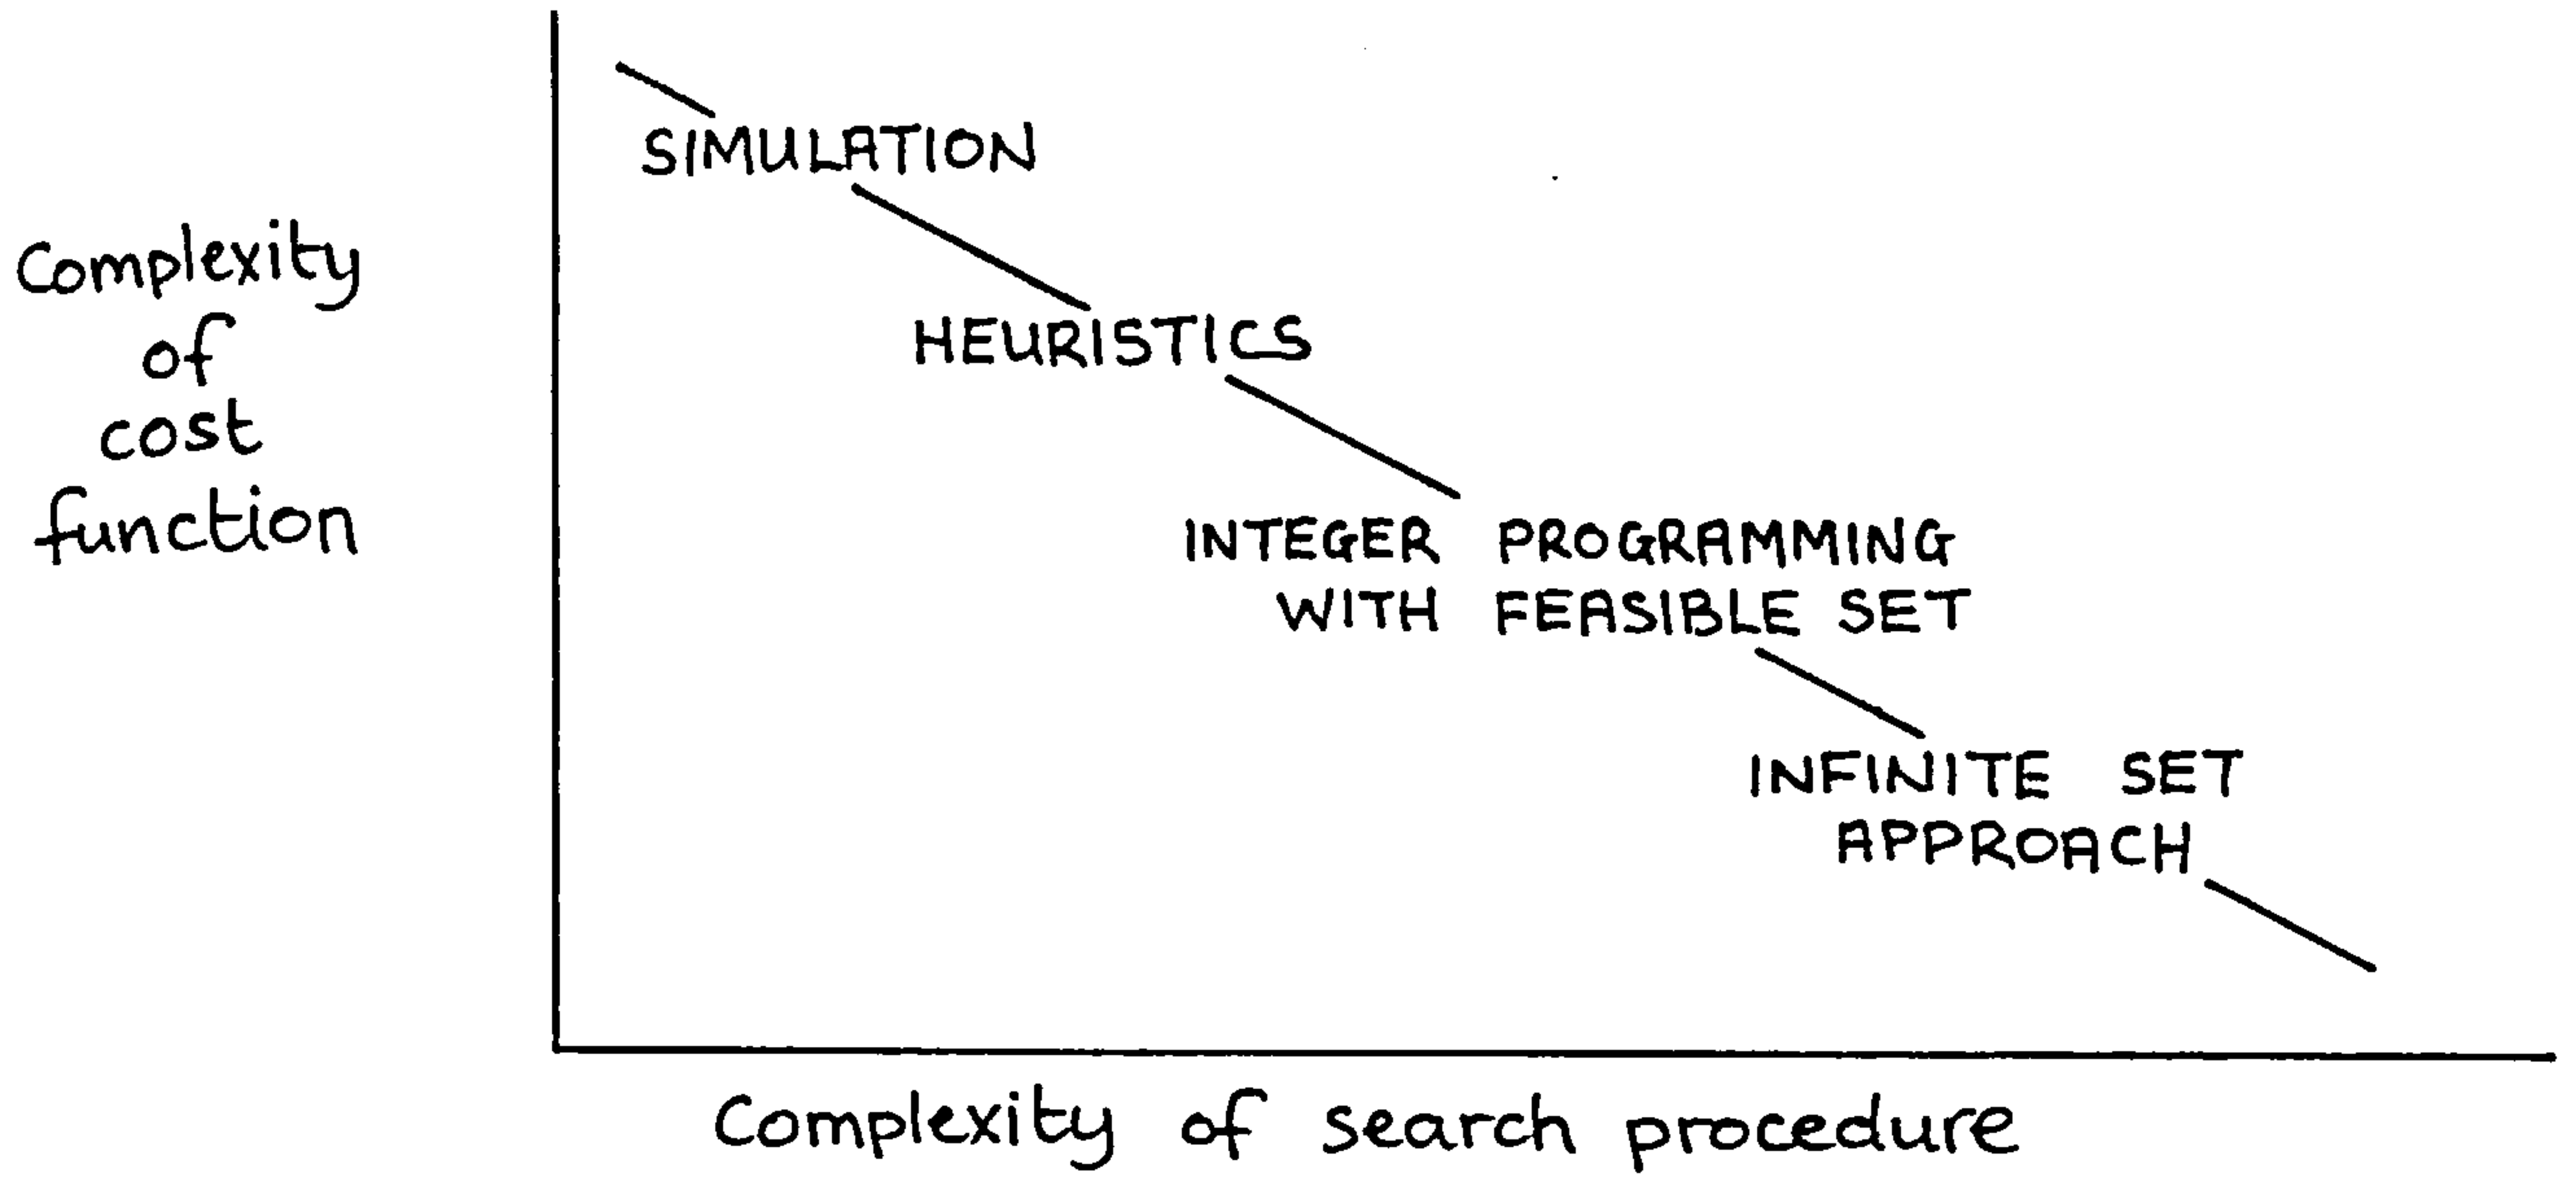 SIMULATION
Complexity
of
cost
function
HEURISTICS
INTEGER PROGRAMMING
WITH FEASIBLE SET
INFINITE SET
APPROACH
Complexity of search procedure